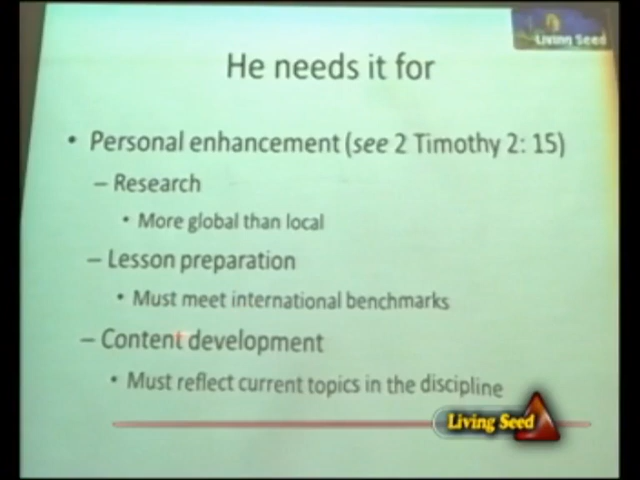 Living Seed
He needs it for
• Personal enhancement (see 2 Timothy 2: 15)
– Research
• More global than local
– Lesson preparation
• Must meet international benchmarks
– Content development
• Must reflect current topics in the discipline
Living Seed